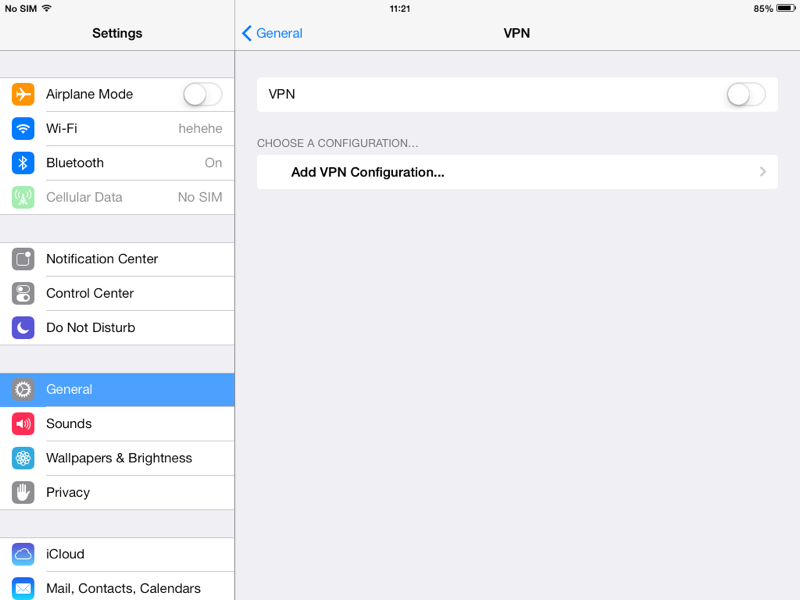 No SIM 11:21 85%
Settings
General VPN
Airplane Mode
Wi-Fi hehehe
Bluetooth On
Cellular Data No SIM
Notification Center
Control Center
Do Not Disturb
General
Sounds
Wallpapers & Brightness
Privacy
iCloud
Mail, Contacts, Calendars
VPN
CHOOSE A CONFIGURATION...
Add VPN Configuration...